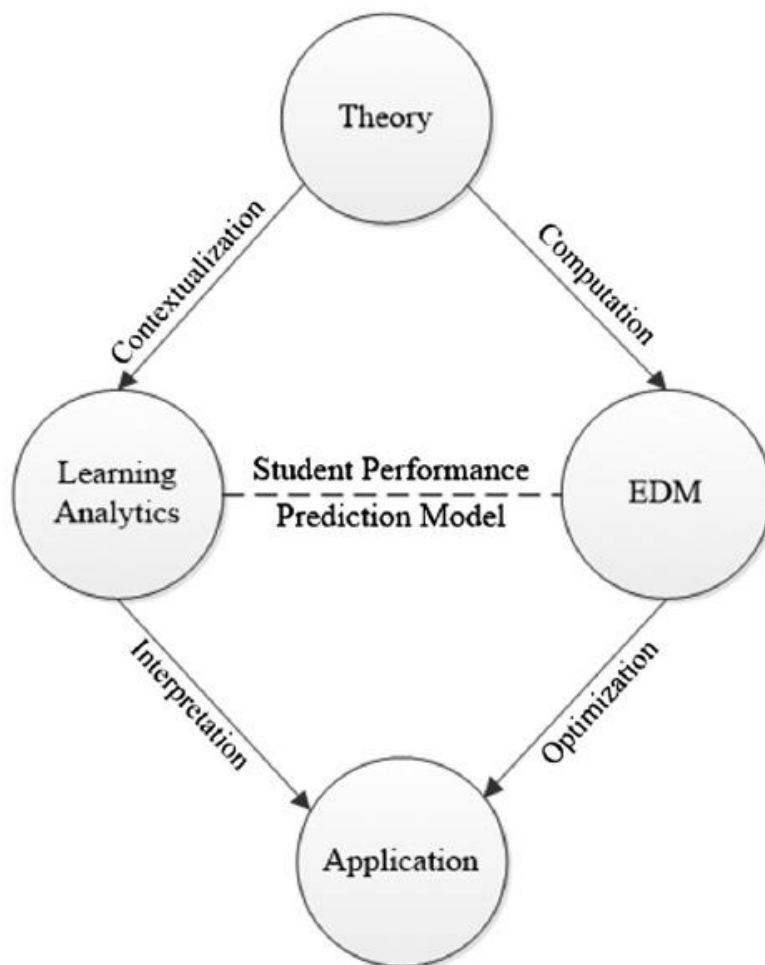 Theory
Contextualization
Computation
Learning
Analytics
Student Performance
Prediction Model
EDM
Interpretation
Optimization
Application